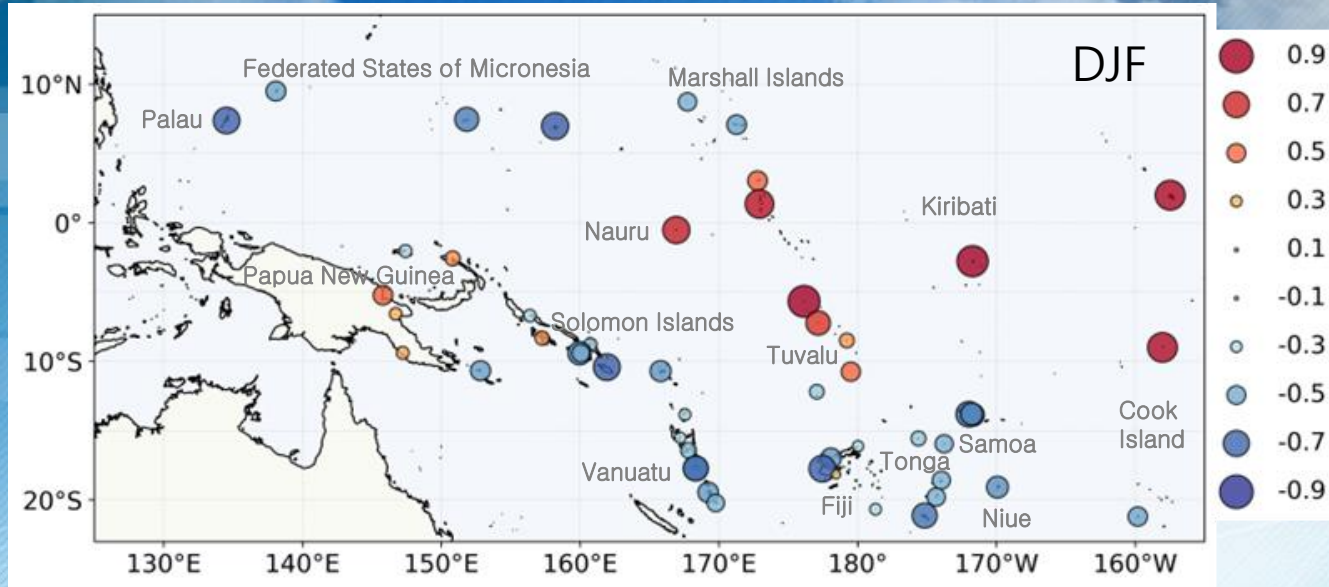 DJF
Federated States of Micronesia
Marshall Islands
Palau
Kiribati
Nauru
Papua New Guinea
Solomon Islands
Tuvalu
Cook
Island
Samoa
Vanuatu
Tonga
Fiji
Niue
10°N
0°
10°S
20°S
130°E
140°E
150°E
160°E
170°E
180°
170°W
160°W
0.9
0.7
0.5
0.3
0.1
-0.1
-0.3
-0.5
-0.7
-0.9